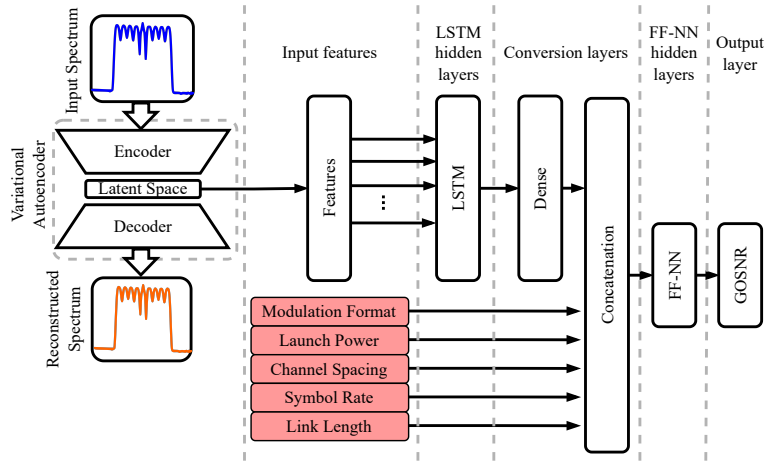 Input Spectrum
Variational
Autoencoder
Encoder
Latent Space
Decoder
Reconstructed
Spectrum
Input features
LSTM
hidden
layers
Conversion layers
FF-NN
hidden
layers
Output
layer
Features
...
LSTM
Dense
Concatenation
FF-NN
GOSNR
Modulation Format
Launch Power
Channel Spacing
Symbol Rate
Link Length